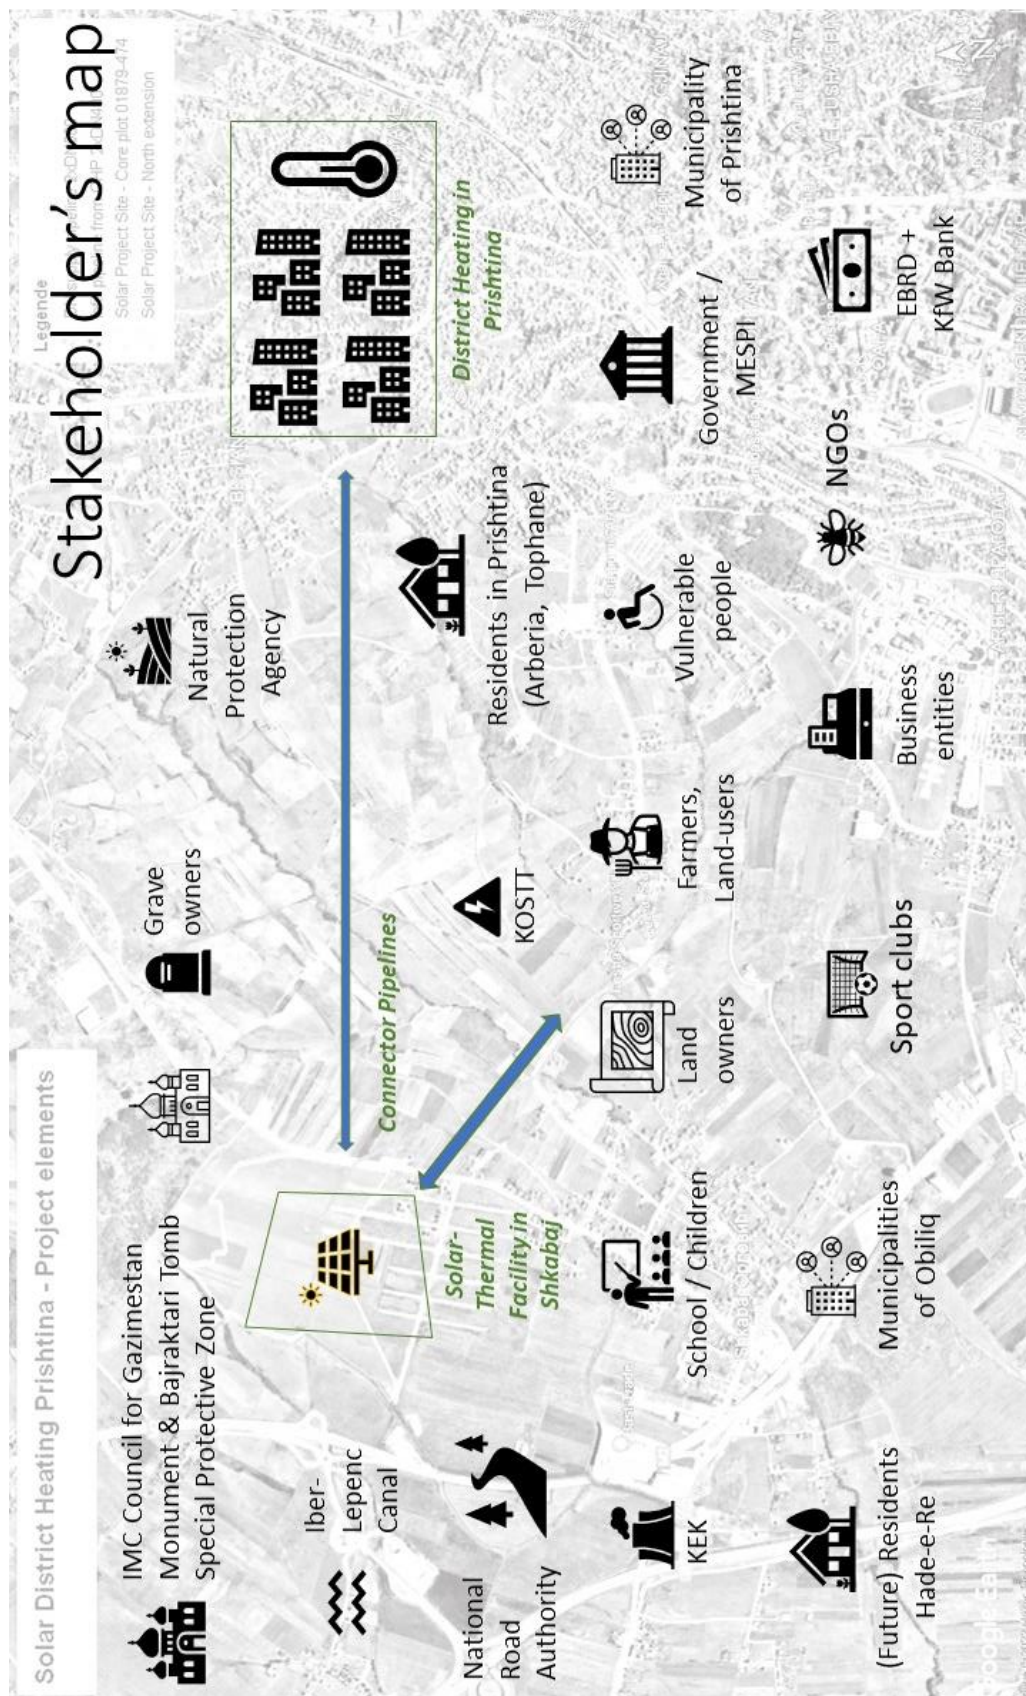 Solar District Heating Prishtina - Project elements
Stakeholder's map
Legende
Solar Project Site - Core plot 01879-474
Solar Project Site - North extension
IMC Council for Gazimestan
Monument & Bajraktari Tomb
Special Protective Zone
Grave
owners
Natural
Protection
Agency
Iber-
Lepenc
Canal
Connector Pipelines
District Heating in
Prishtina
Solar-
Thermal
Facility in
Shkabaj
National
Road
Authority
KOSTT
Residents in Prishtina
(Arberia, Tophane)
KEK
School / Children
Land
owners
Farmers,
Land-users
Vulnerable
people
Government /
MESPI
Municipality
of Prishtina
(Future) Residents
Hade-e-Re
Municipalities
of Obiliq
Sport clubs
Business
entities
NGOs
EBRD +
KfW Bank
N